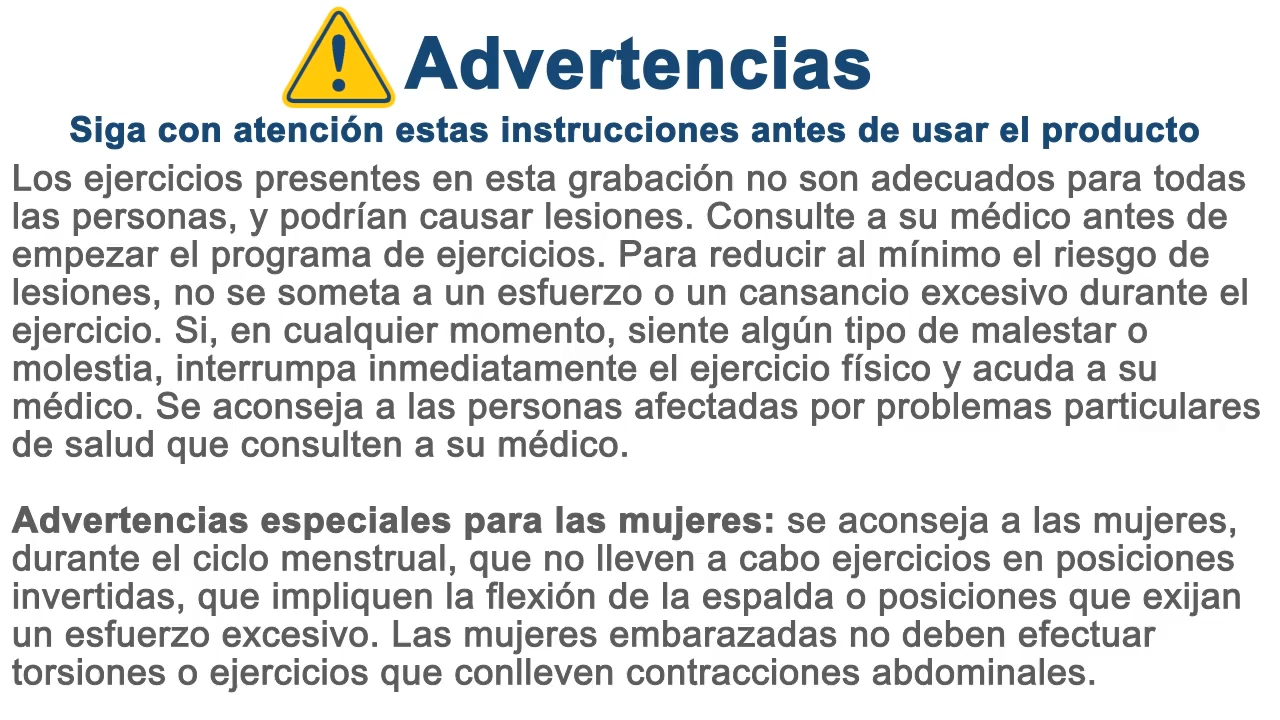 Advertencias
Siga con atención estas instrucciones antes de usar el producto
Los ejercicios presentes en esta grabación no son adecuados para todas
las personas, y podrían causar lesiones. Consulte a su médico antes de
empezar el programa de ejercicios. Para reducir al mínimo el riesgo de
lesiones, no se someta a un esfuerzo o un cansancio excesivo durante el
ejercicio. Si, en cualquier momento, siente algún tipo de malestar o
molestia, interrumpa inmediatamente el ejercicio físico y acuda a su
médico. Se aconseja a las personas afectadas por problemas particulares
de salud que consulten a su médico.
Advertencias especiales para las mujeres: se aconseja a las mujeres,
durante el ciclo menstrual, que no lleven a cabo ejercicios en posiciones
invertidas, que impliquen la flexión de la espalda o posiciones que exijan
un esfuerzo excesivo. Las mujeres embarazadas no deben efectuar
torsiones o ejercicios que conlleven contracciones abdominales.